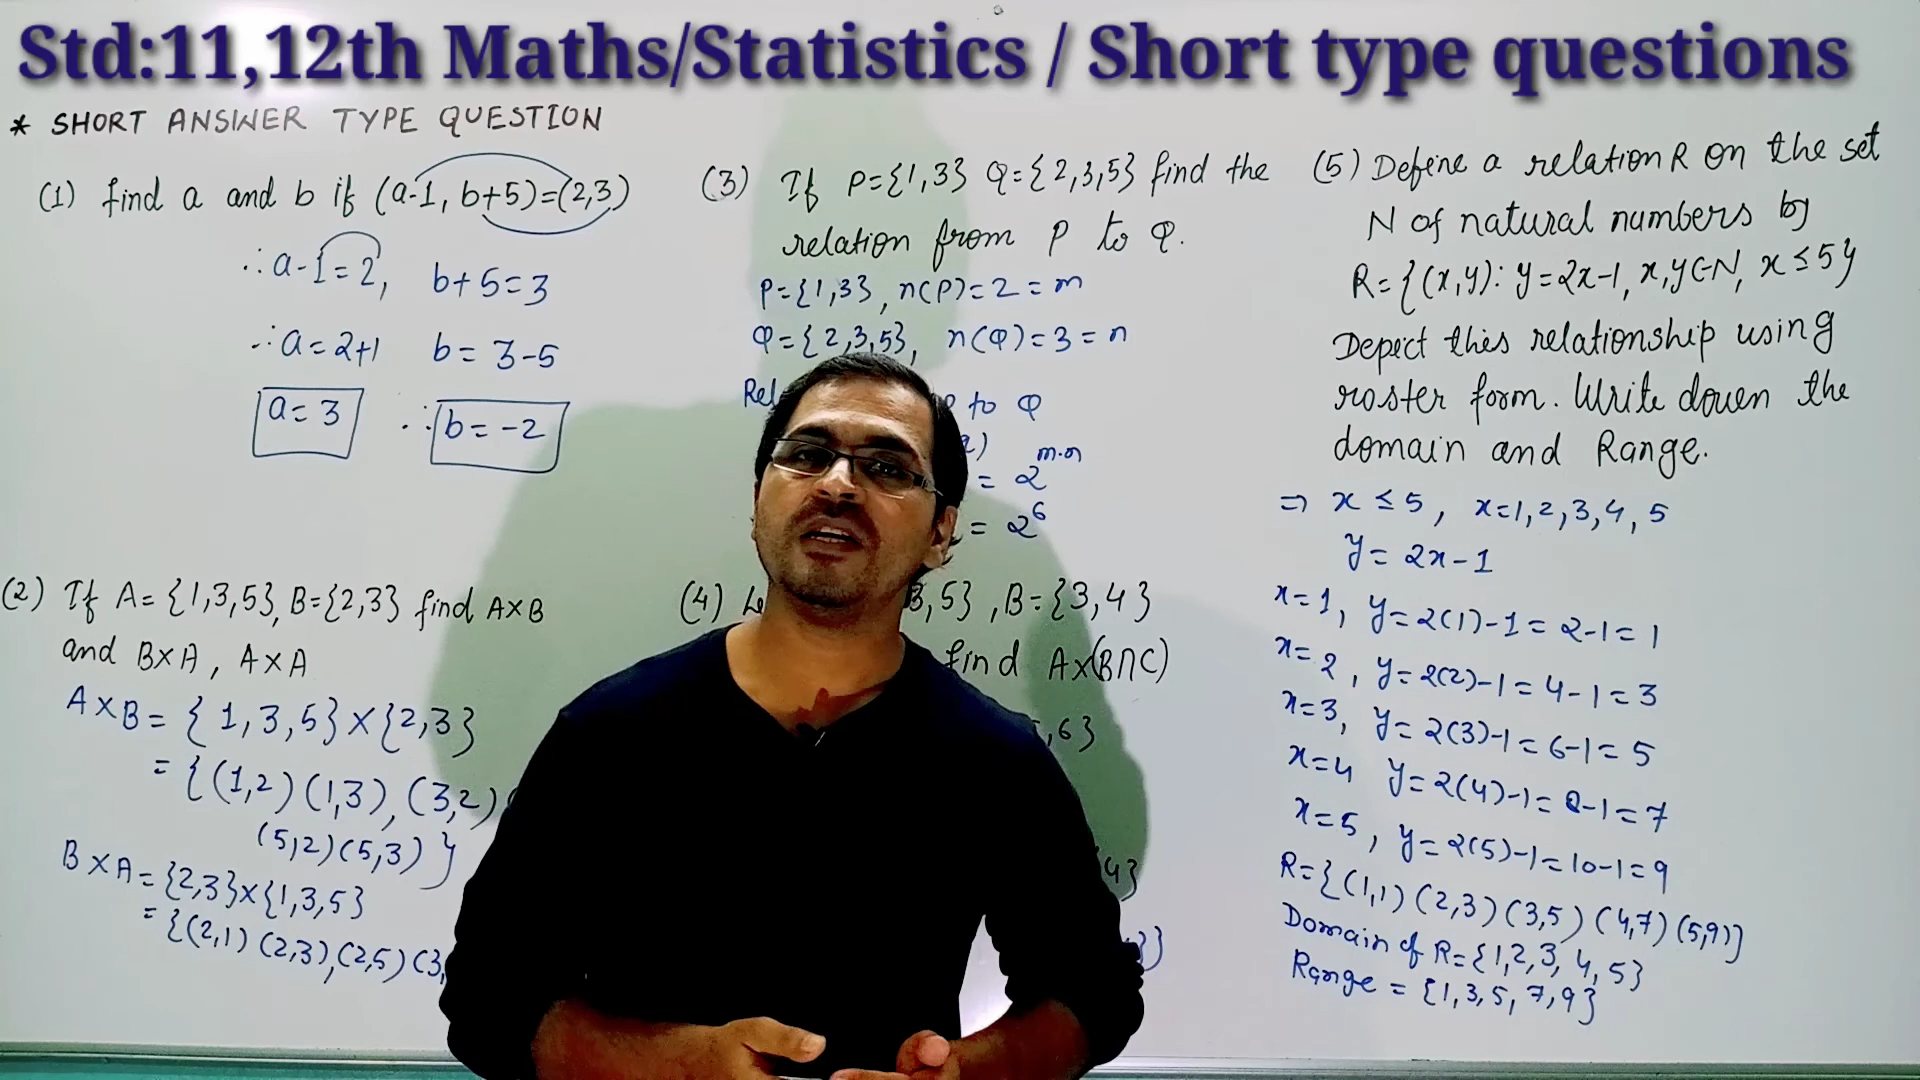 Std:11,12th Maths/Statistics / Short type questions
* SHORT ANSWER TYPE QUESTION
(1) find a and b if (a-1, b+5)=(2,3)
∴ a-1=2, b+5=3
∴ a=2+1 b= 3-5
a=3 ∴ b=-2
(2) If A={1,3,5}, B={2,3} find A×B
and B×A, A×A
A×B={1,3,5}×{2,3}
={(1,2)(1,3),(3,2)
(5,2)(5,3)}
B×A={2,3}×{1,3,5}
={(2,1)(2,3),(2,5)(3,
(3) If P={1,3} Q={2,3,5} find the
relation from P to Q.
P={1,3}, n(P)=2=m
Q={2,3,5}, n(Q)=3=n
to Q
= 2^m.n
= 2^6
(4) 5}, B={3,4}
find A×(B∩C)
,6}
4}
(5) Define a relation R on the set
N of natural numbers by
R={(x,y): y=2x-1, x,y∈N, x≤5}
Depict this relationship using
roster form. Write down the
domain and Range.
⇒ x ≤ 5, x=1,2,3,4,5
y= 2x-1
x=1, y=2(1)-1=2-1=1
x=2, y=2(2)-1=4-1=3
x=3, y=2(3)-1=6-1=5
x=4 y=2(4)-1=8-1=7
x=5, y=2(5)-1=10-1=9
R={(1,1)(2,3)(3,5)(4,7)(5,9)}
Domain of R={1,2,3,4,5}
Range = {1,3,5,7,9}